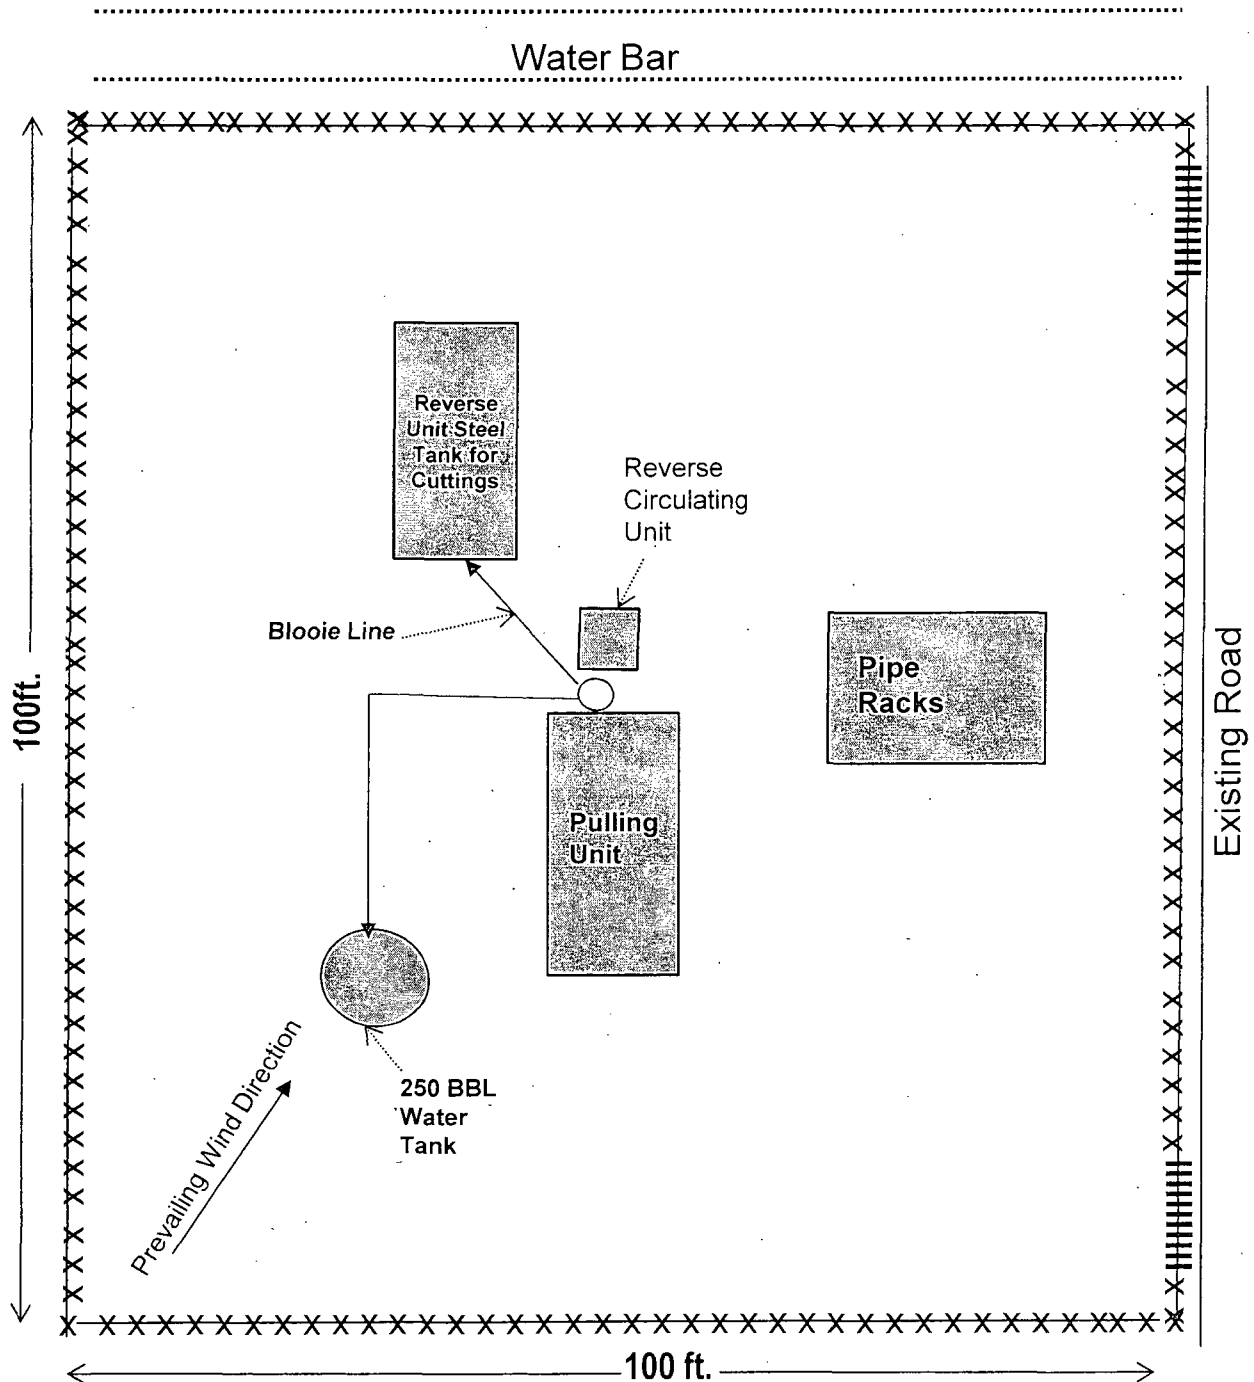 Water Bar
Reverse
Unit Steel
Tank for
Cuttings
Reverse
Circulating
Unit
Blooie Line
Pipe
Racks
100ft.
Existing Road
Pulling
Unit
250 BBL
Water
Tank
Prevailing Wind Direction
100 ft.